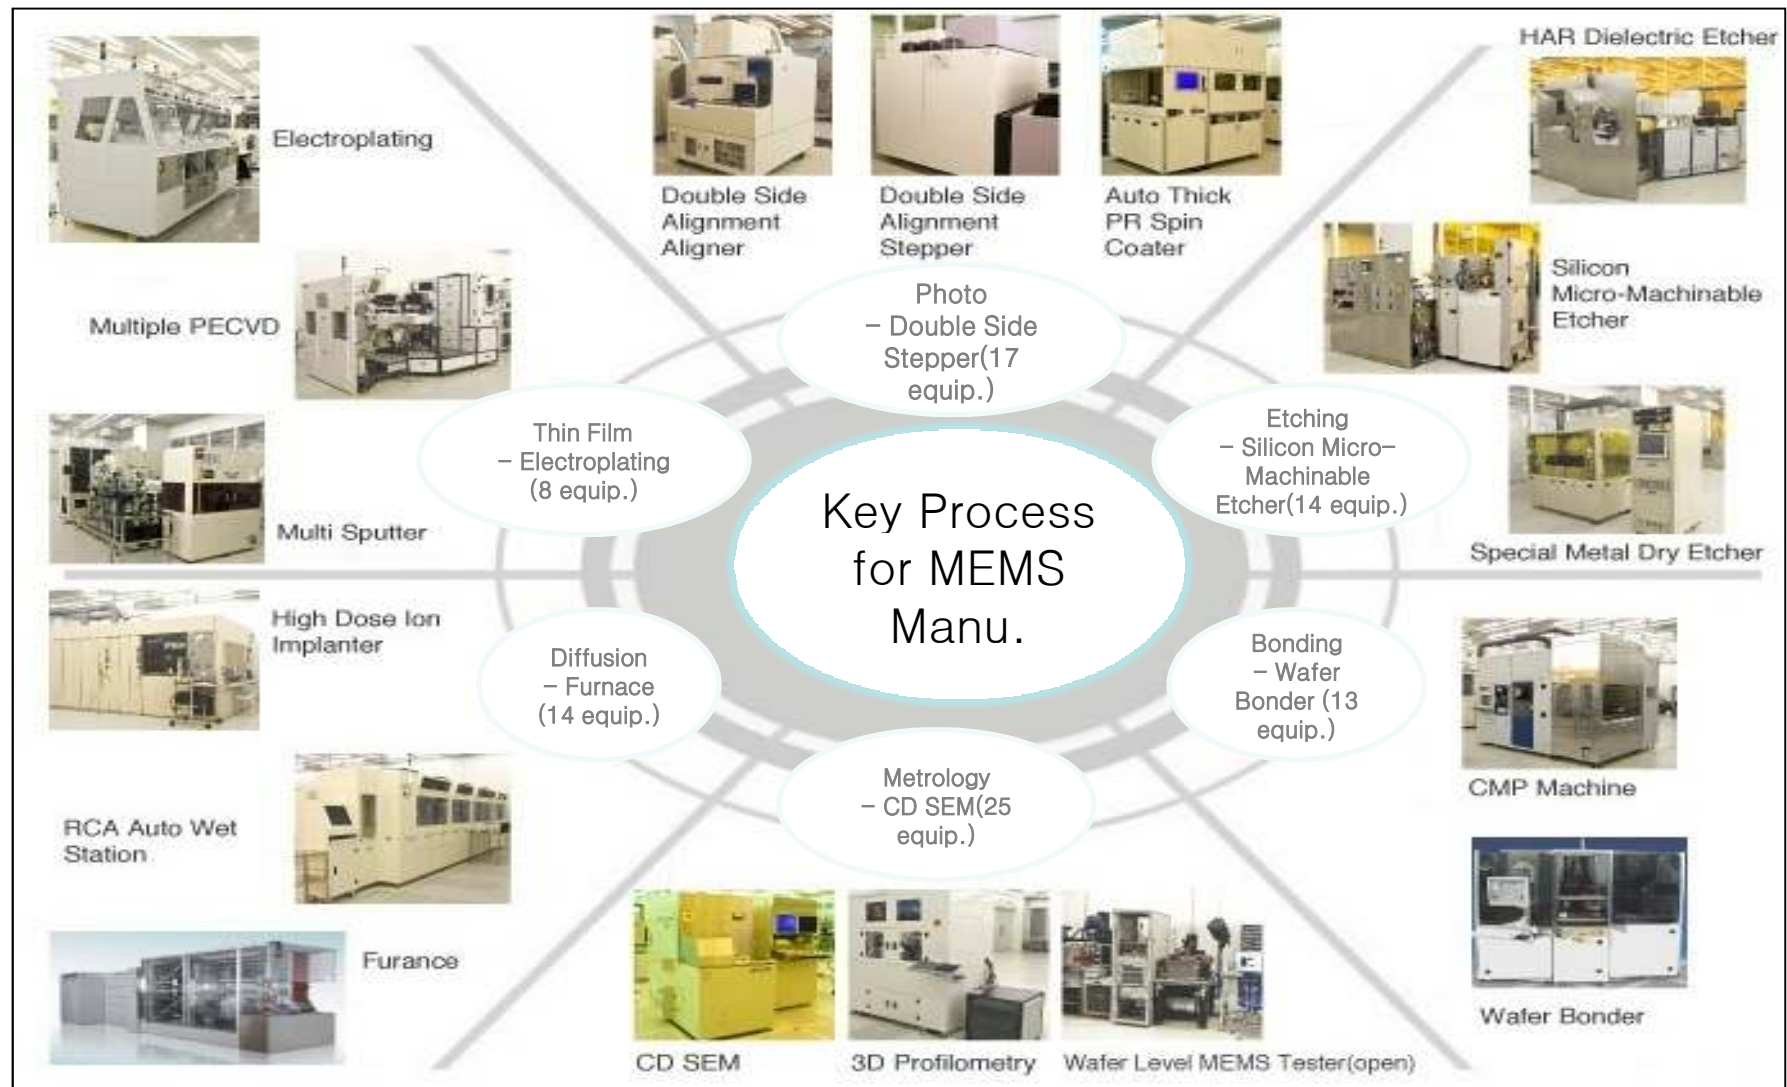 Electroplating
Multiple PECVD
Multi Sputter
Double Side
Alignment
Aligner
Double Side
Alignment
Stepper
Auto Thick
PR Spin
Coater
HAR Dielectric Etcher
Silicon
Micro-Machinable
Etcher
Special Metal Dry Etcher
Photo
- Double Side
Stepper(17
equip.)
Thin Film
- Electroplating
(8 equip.)
Etching
- Silicon Micro-
Machinable
Etcher(14 equip.)
Key Process
for MEMS
Manu.
Diffusion
- Furnace
(14 equip.)
Bonding
- Wafer
Bonder (13
equip.)
Metrology
- CD SEM(25
equip.)
High Dose Ion
Implanter
RCA Auto Wet
Station
Furance
CD SEM
3D Profilometry
Wafer Level MEMS Tester(open)
CMP Machine
Wafer Bonder